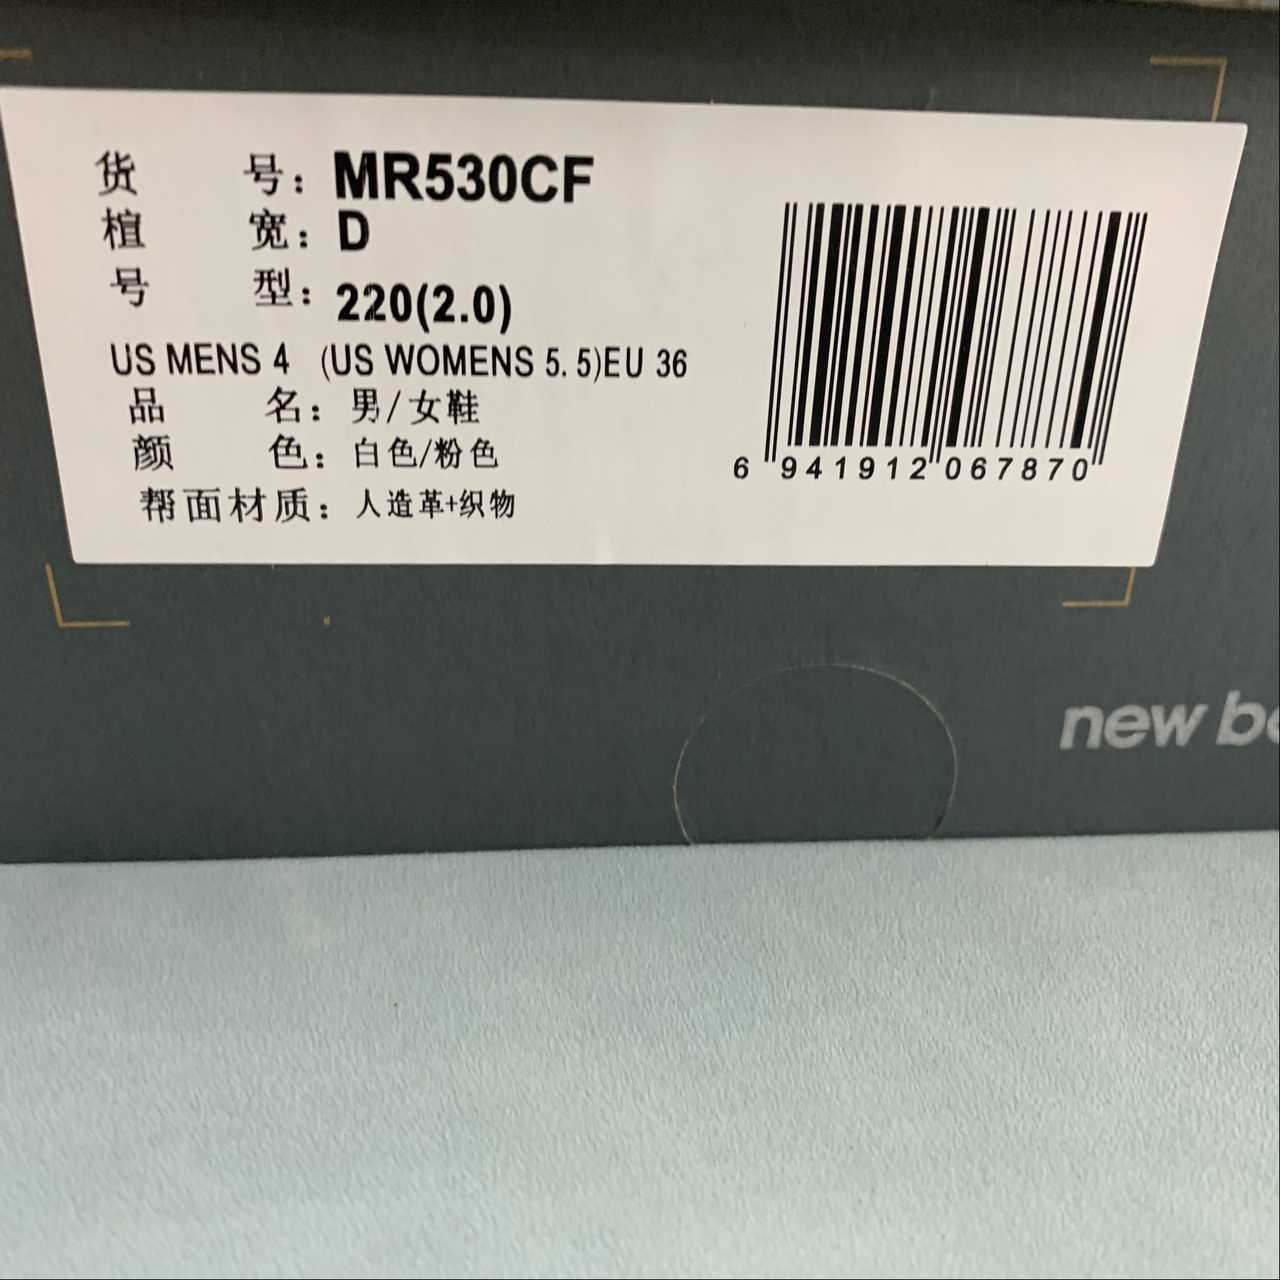 货 号: MR530CF
楦 宽: D
号 型: 220(2.0)
US MENS 4 (US WOMENS 5.5)EU 36
品 名: 男/女鞋
颜 色: 白色/粉色
帮面材质: 人造革+织物
6 941912 067870
new ba